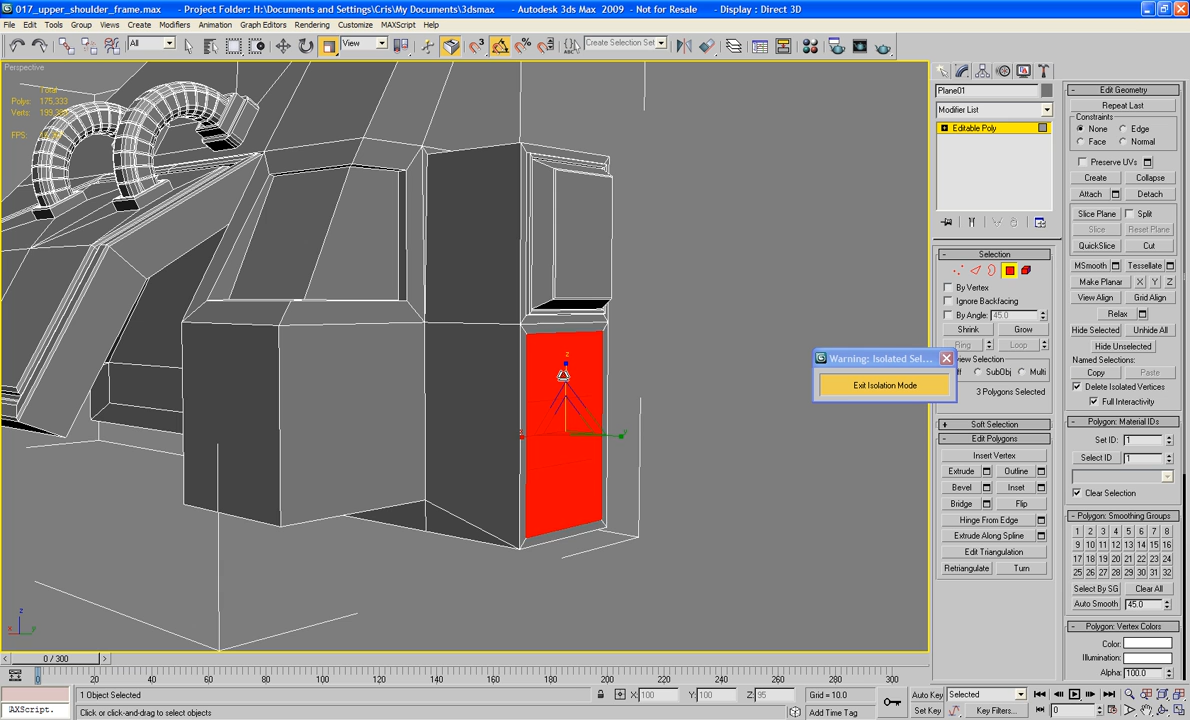 017_upper_shoulder_frame.max - Project Folder: H:\Documents and Settings\Cris\My Documents\3dsmax - Autodesk 3ds Max 2009 - Not for Resale - Display : Direct 3D
File Edit Tools Group Views Create Modifiers Animation Graph Editors Rendering Customize MAXScript Help
All View Create Selection Set
Perspective
Total
Polys: 175,333
Verts:
FPS:
Plane01
Modifier List
Editable Poly
- Selection
By Vertex
Ignore Backfacing
By Angle: 45.0
Shrink Grow
Ring Loop
SubObj Multi
3 Polygons Selected
Warning: Isolated Sel...
Exit Isolation Mode
+ Soft Selection
- Edit Polygons
Insert Vertex
Extrude Outline
Bevel Inset
Bridge Flip
Hinge From Edge
Extrude Along Spline
Edit Triangulation
Retriangulate Turn
- Edit Geometry
Repeat Last
Constraints
None Edge
Face Normal
Preserve UVs
Create Collapse
Attach Detach
Slice Plane Split
Slice Reset Plane
QuickSlice Cut
MSmooth Tessellate
Make Planar X Y Z
View Align Grid Align
Relax
Hide Selected Unhide All
Hide Unselected
Named Selections:
Copy Paste
Delete Isolated Vertices
Full Interactivity
- Polygon: Material IDs
Set ID: 1
Select ID 1
Clear Selection
- Polygon: Smoothing Groups
1 2 3 4 5 6 7 8
9 10 11 12 13 14 15 16
17 18 19 20 21 22 23 24
25 26 27 28 29 30 31 32
Select By SG Clear All
Auto Smooth 45.0
- Polygon: Vertex Colors
Color:
Illumination:
Alpha: 100.0
z
y
z
x y
< 0 / 300 >
0 20 40 60 80 100 120 140 160 180 200 220 240 260 280 300
1 Object Selected X: 100 Y: 100 Z: 95 Grid = 10.0 Auto Key Selected
AXScript. Click or click-and-drag to select objects Add Time Tag Set Key Key Filters... 0